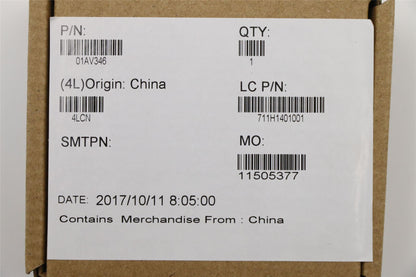 P/N: QTY:
01AV346 1
(4L)Origin: China LC P/N:
4LCN 711H1401001
SMTPN: MO:
11505377
DATE: 2017/10/11 8:05:00
Contains Merchandise From : China